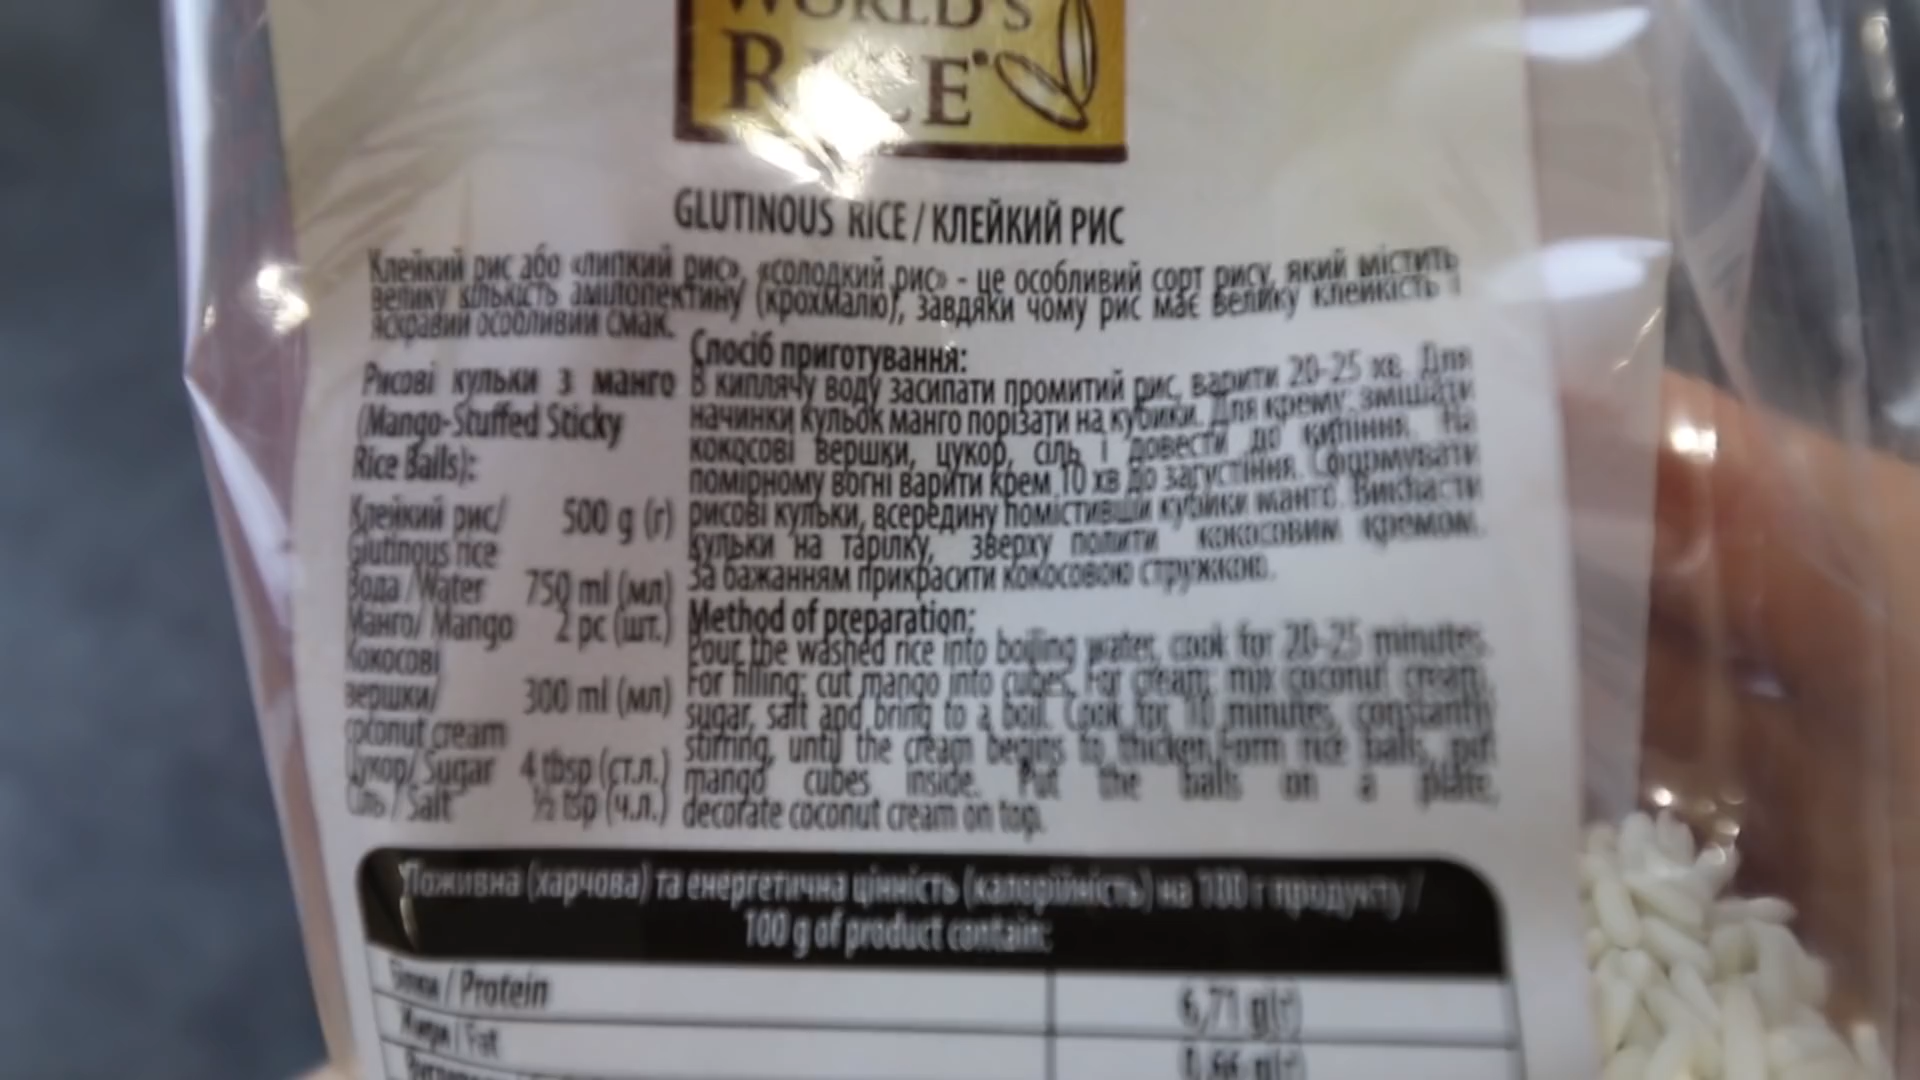 WORLD'S
GLUTINOUS RICE / КЛЕЙКИЙ РИС
Клейкий рис або «липкий рис», «солодкий рис» - це особливий сорт рису, який містить
велику кількість амілопектину (крохмалю), завдяки чому рис має велику клейкість і
яскравий особливий смак.
Рисові кульки з манго
(Mango-Stuffed Sticky
Rice Balls):
Клейкий рис/ 500 g (г)
Glutinous rice
Вода / Water 750 ml (мл)
Манго/ Mango 2 pc (шт.)
Кокосові
вершки/ 300 ml (мл)
coconut cream
Цукор/ Sugar 4 tbsp (ст.л.)
Сіль / Salt ½ tsp (ч.л.)
Спосіб приготування:
В киплячу воду засипати промитий рис, варити 20-25 хв. Для
начинки кульок манго порізати на кубики. Для крему: змішати
кокосові вершки, цукор, сіль і довести до кипіння. На
помірному вогні варити крем 10 хв до загустіння. Сформувати
рисові кульки, всередину помістивши кубики манго. Викласти
кульки на тарілку, зверху полити кокосовим кремом.
За бажанням прикрасити кокосовою стружкою.
Method of preparation:
Pour the washed rice into boiling water, cook for 20-25 minutes.
For filling: cut mango into cubes. For cream: mix coconut cream,
sugar, salt and bring to a boil. Cook for 10 minutes, constantly
stirring, until the cream begins to thicken. Form rice balls, put
mango cubes inside. Put the balls on a plate,
decorate coconut cream on top.
Поживна (харчова) та енергетична цінність (калорійність) на 100 г продукту /
100 g of product contain:
Білки / Protein 6,71 g(г)
Жири / Fat 0,66 g(г)